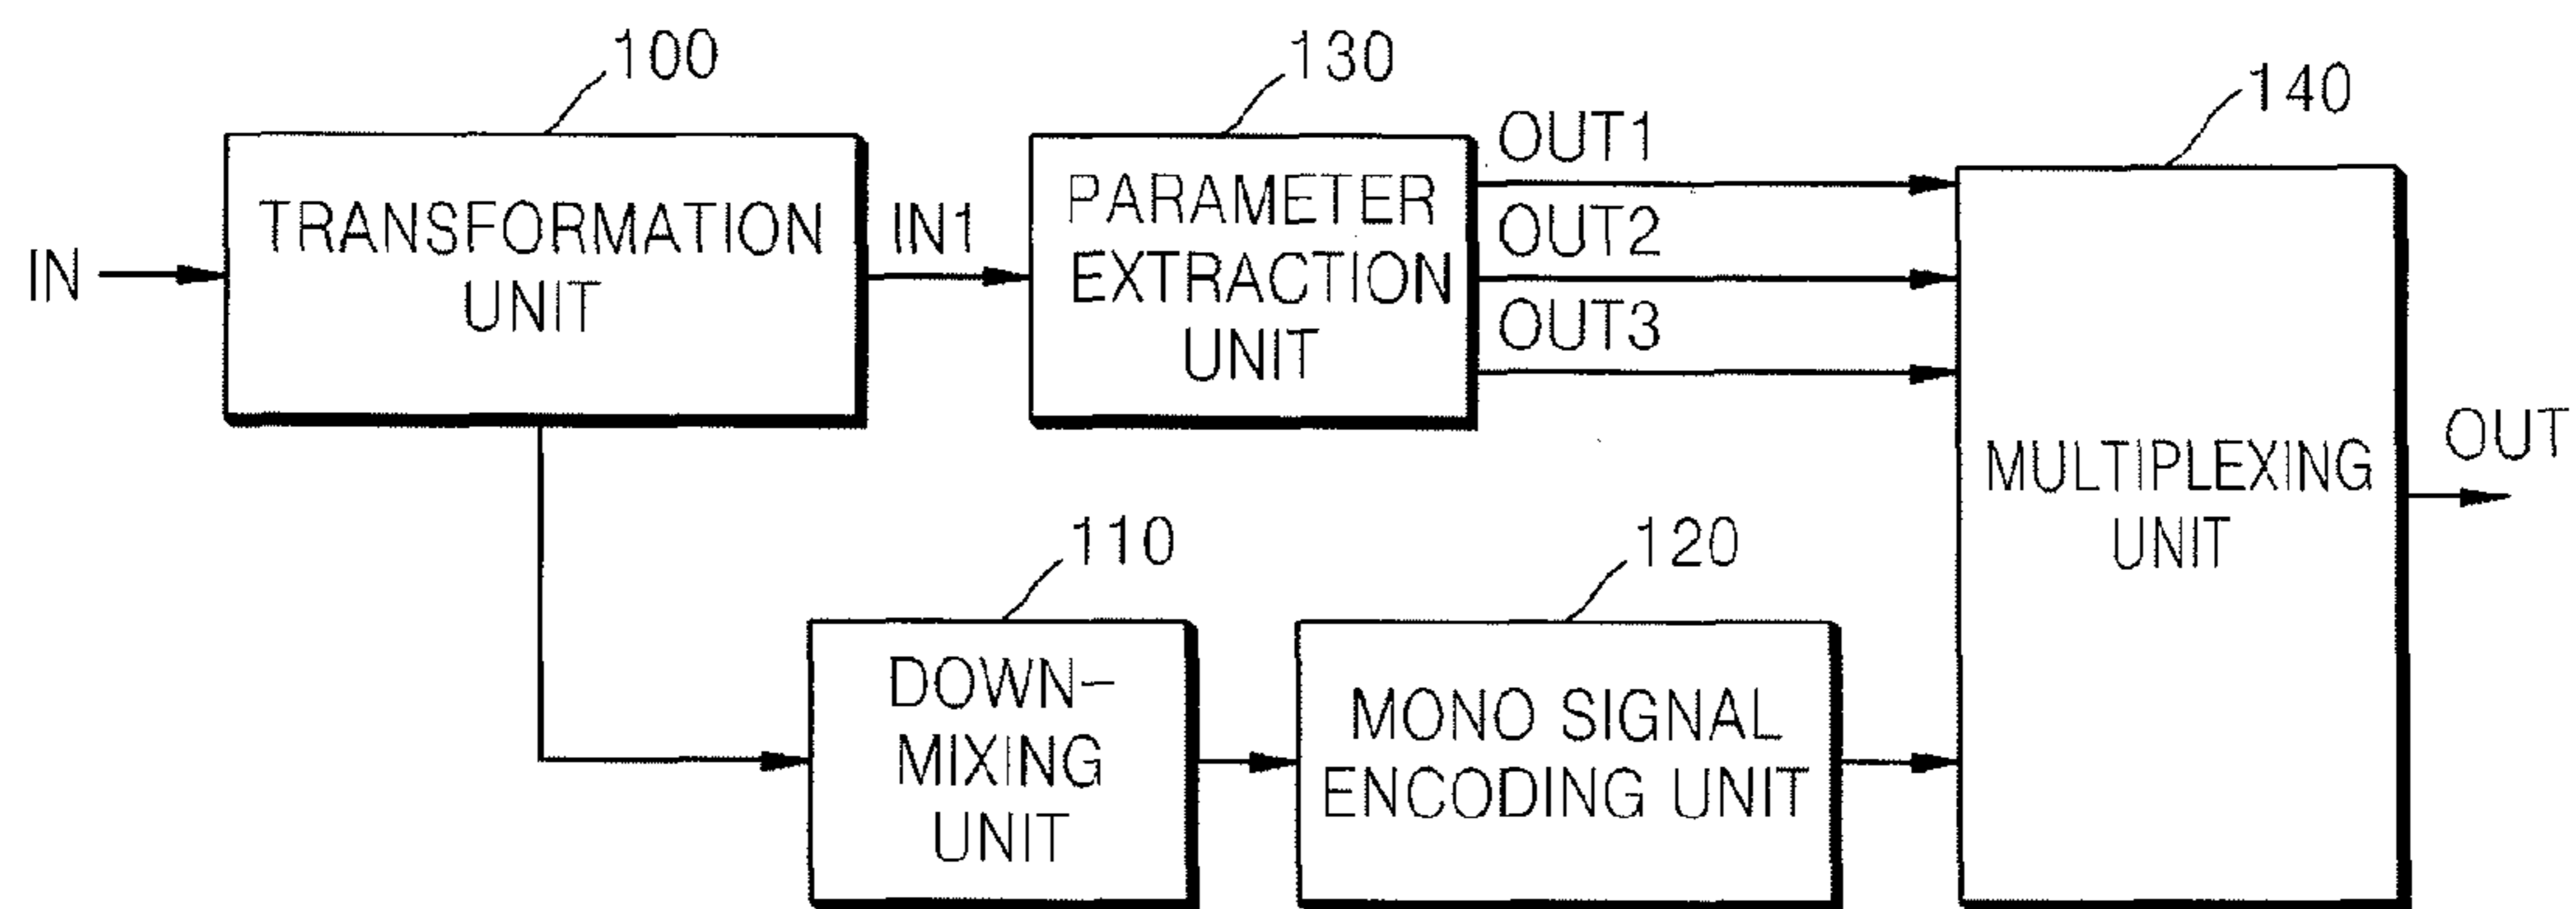 100
130
140
IN
TRANSFORMATION
UNIT
IN1
PARAMETER
EXTRACTION
UNIT
OUT1
OUT2
OUT3
MULTIPLEXING
UNIT
OUT
110
120
DOWN-
MIXING
UNIT
MONO SIGNAL
ENCODING UNIT